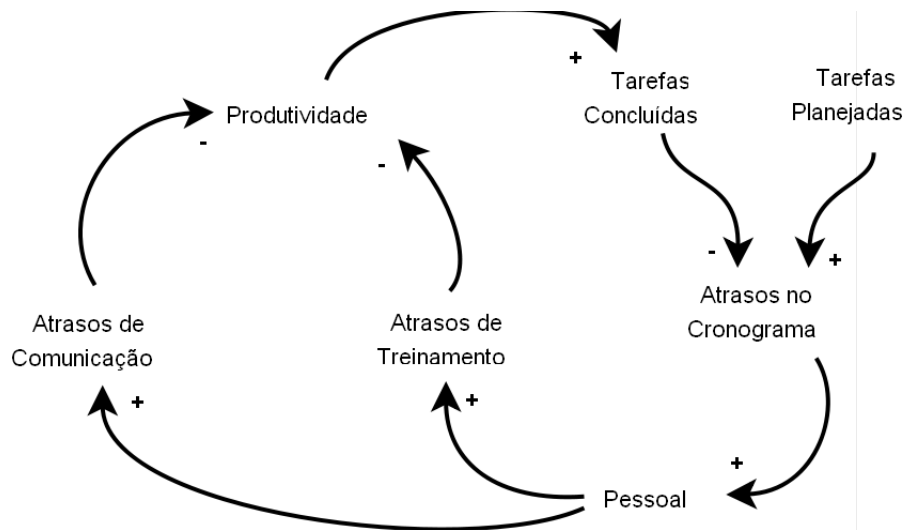 +
Tarefas
Concluídas
Tarefas
Planejadas
Produtividade
-
-
-
+
Atrasos de
Comunicação
Atrasos de
Treinamento
Atrasos no
Cronograma
+
+
+
Pessoal